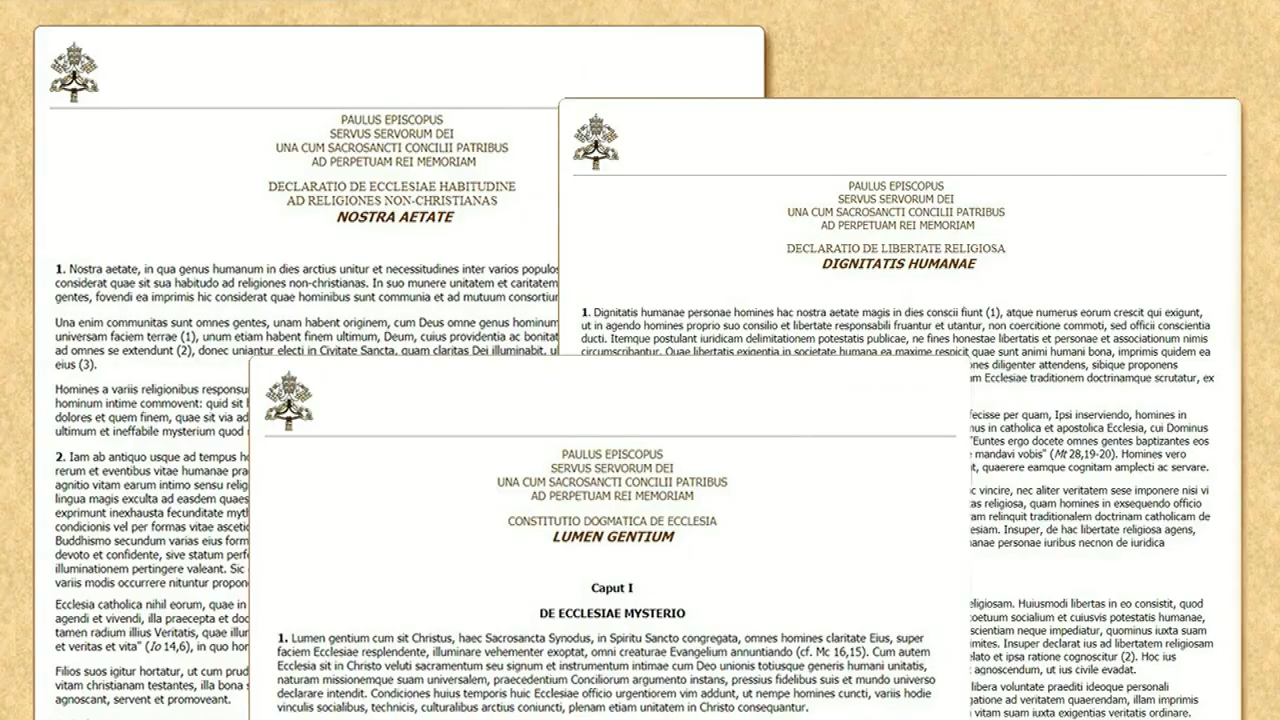 PAULUS EPISCOPUS
SERVUS SERVORUM DEI
UNA CUM SACROSANCTI CONCILII PATRIBUS
AD PERPETUAM REI MEMORIAM
DECLARATIO DE ECCLESIAE HABITUDINE
AD RELIGIONES NON-CHRISTIANAS
NOSTRA AETATE
1. Nostra aetate, in qua genus humanum in dies arctius unitur et necessitudines inter varios populos
considerat quae sit sua habitudo ad religiones non-christianas. In suo munere unitatem et caritatem
gentes, fovendi ea imprimis hic considerat quae hominibus sunt communia et ad mutuum consortium
Una enim communitas sunt omnes gentes, unam habent originem, cum Deus omne genus hominum
universam faciem terrae (1), unum etiam habent finem ultimum, Deum, cuius providentia ac bonitat
ad omnes se extendunt (2), donec uniantur electi in Civitate Sancta, quam claritas Dei illuminabit, u
eius (3).
Homines a variis religionibus responsu
hominum intime commovent: quid sit
dolores et quem finem, quae sit via ad
ultimum et ineffabile mysterium quod
2. Iam ab antiquo usque ad tempus ho
rerum et eventibus vitae humanae pra
agnitio vitam earum intimo sensu relig
lingua magis exculta ad easdem quaes
exprimunt inexhausta fecunditate myth
condicionis vel per formas vitae ascetic
Buddhismo secundum varias eius form
devoto et confidente, sive statum perfe
illuminationem pertingere valeant. Sic
variis modis occurrere nituntur propon
Ecclesia catholica nihil eorum, quae in
agendi et vivendi, illa praecepta et doc
tamen radium illius Veritatis, quae illur
et veritas et vita" (Io 14,6), in quo hor
Filios suos igitur hortatur, ut cum prud
vitam christianam testantes, illa bona s
agnoscant, servent et promoveant.
PAULUS EPISCOPUS
SERVUS SERVORUM DEI
UNA CUM SACROSANCTI CONCILII PATRIBUS
AD PERPETUAM REI MEMORIAM
DECLARATIO DE LIBERTATE RELIGIOSA
DIGNITATIS HUMANAE
1. Dignitatis humanae personae homines hac nostra aetate magis in dies conscii fiunt (1), atque numerus eorum crescit qui exigunt,
ut in agendo homines proprio suo consilio et libertate responsabili fruantur et utantur, non coercitione commoti, sed officii conscientia
ducti. Itemque postulant iuridicam delimitationem potestatis publicae, ne fines honestae libertatis et personae et associationum nimis
circumscribantur. Quae libertatis exigentia in societate humana ea maxime respicit quae sunt animi humani bona, imprimis quidem ea
ones diligenter attendens, sibique proponens
m Ecclesiae traditionem doctrinamque scrutatur, ex
fecisse per quam, Ipsi inserviendo, homines in
mus in catholica et apostolica Ecclesia, cui Dominus
"Euntes ergo docete omnes gentes baptizantes eos
e mandavi vobis" (Mt 28,19-20). Homines vero
it, quaerere eamque cognitam amplecti ac servare.
c vincire, nec aliter veritatem sese imponere nisi vi
as religiosa, quam homines in exsequendo officio
ram relinquit traditionalem doctrinam catholicam de
esiam. Insuper, de hac libertate religiosa agens,
anae personae iuribus necnon de iuridica
eligiosam. Huiusmodi libertas in eo consistit, quod
coetuum socialium et cuiusvis potestatis humanae,
scientiam neque impediatur, quominus iuxta suam
imites. Insuper declarat ius ad libertatem religiosam
elato et ipsa ratione cognoscitur (2). Hoc ius
agnoscendum, ut ius civile evadat.
libera voluntate praediti ideoque personali
gatione ad veritatem quaerendam, illam imprimis
vitam suam iuxta exigentias veritatis ordinare.
PAULUS EPISCOPUS
SERVUS SERVORUM DEI
UNA CUM SACROSANCTI CONCILII PATRIBUS
AD PERPETUAM REI MEMORIAM
CONSTITUTIO DOGMATICA DE ECCLESIA
LUMEN GENTIUM
Caput I
DE ECCLESIAE MYSTERIO
1. Lumen gentium cum sit Christus, haec Sacrosancta Synodus, in Spiritu Sancto congregata, omnes homines claritate Eius, super
faciem Ecclesiae resplendente, illuminare vehementer exoptat, omni creaturae Evangelium annuntiando (cf. Mc 16,15). Cum autem
Ecclesia sit in Christo veluti sacramentum seu signum et instrumentum intimae cum Deo unionis totiusque generis humani unitatis,
naturam missionemque suam universalem, praecedentium Conciliorum argumento instans, pressius fidelibus suis et mundo universo
declarare intendit. Condiciones huius temporis huic Ecclesiae officio urgentiorem vim addunt, ut nempe homines cuncti, variis hodie
vinculis socialibus, technicis, culturalibus arctius coniuncti, plenam etiam unitatem in Christo consequantur.